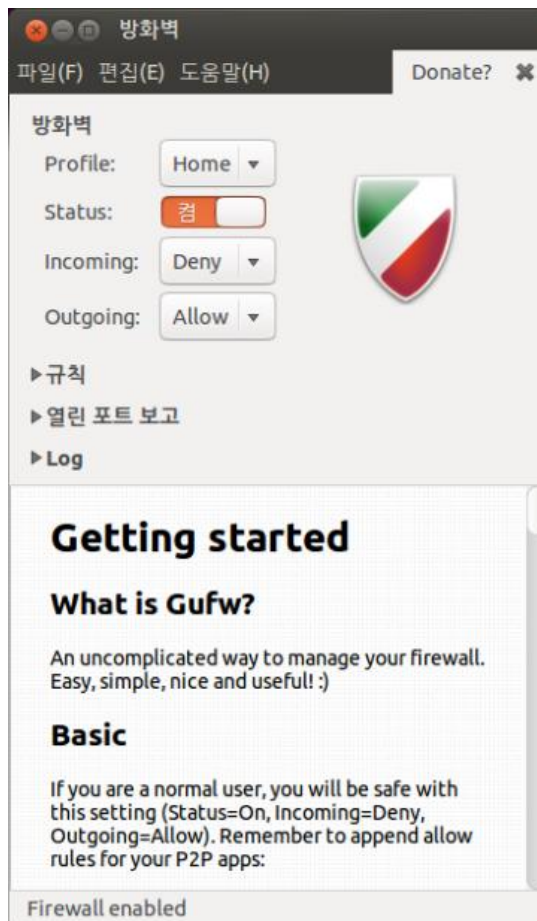 방화벽
파일(F) 편집(E) 도움말(H) Donate?
방화벽
Profile: Home
Status: 켬
Incoming: Deny
Outgoing: Allow
규칙
열린 포트 보고
Log
Getting started
What is Gufw?
An uncomplicated way to manage your firewall.
Easy, simple, nice and useful! :)
Basic
If you are a normal user, you will be safe with
this setting (Status=On, Incoming=Deny,
Outgoing=Allow). Remember to append allow
rules for your P2P apps:
Firewall enabled